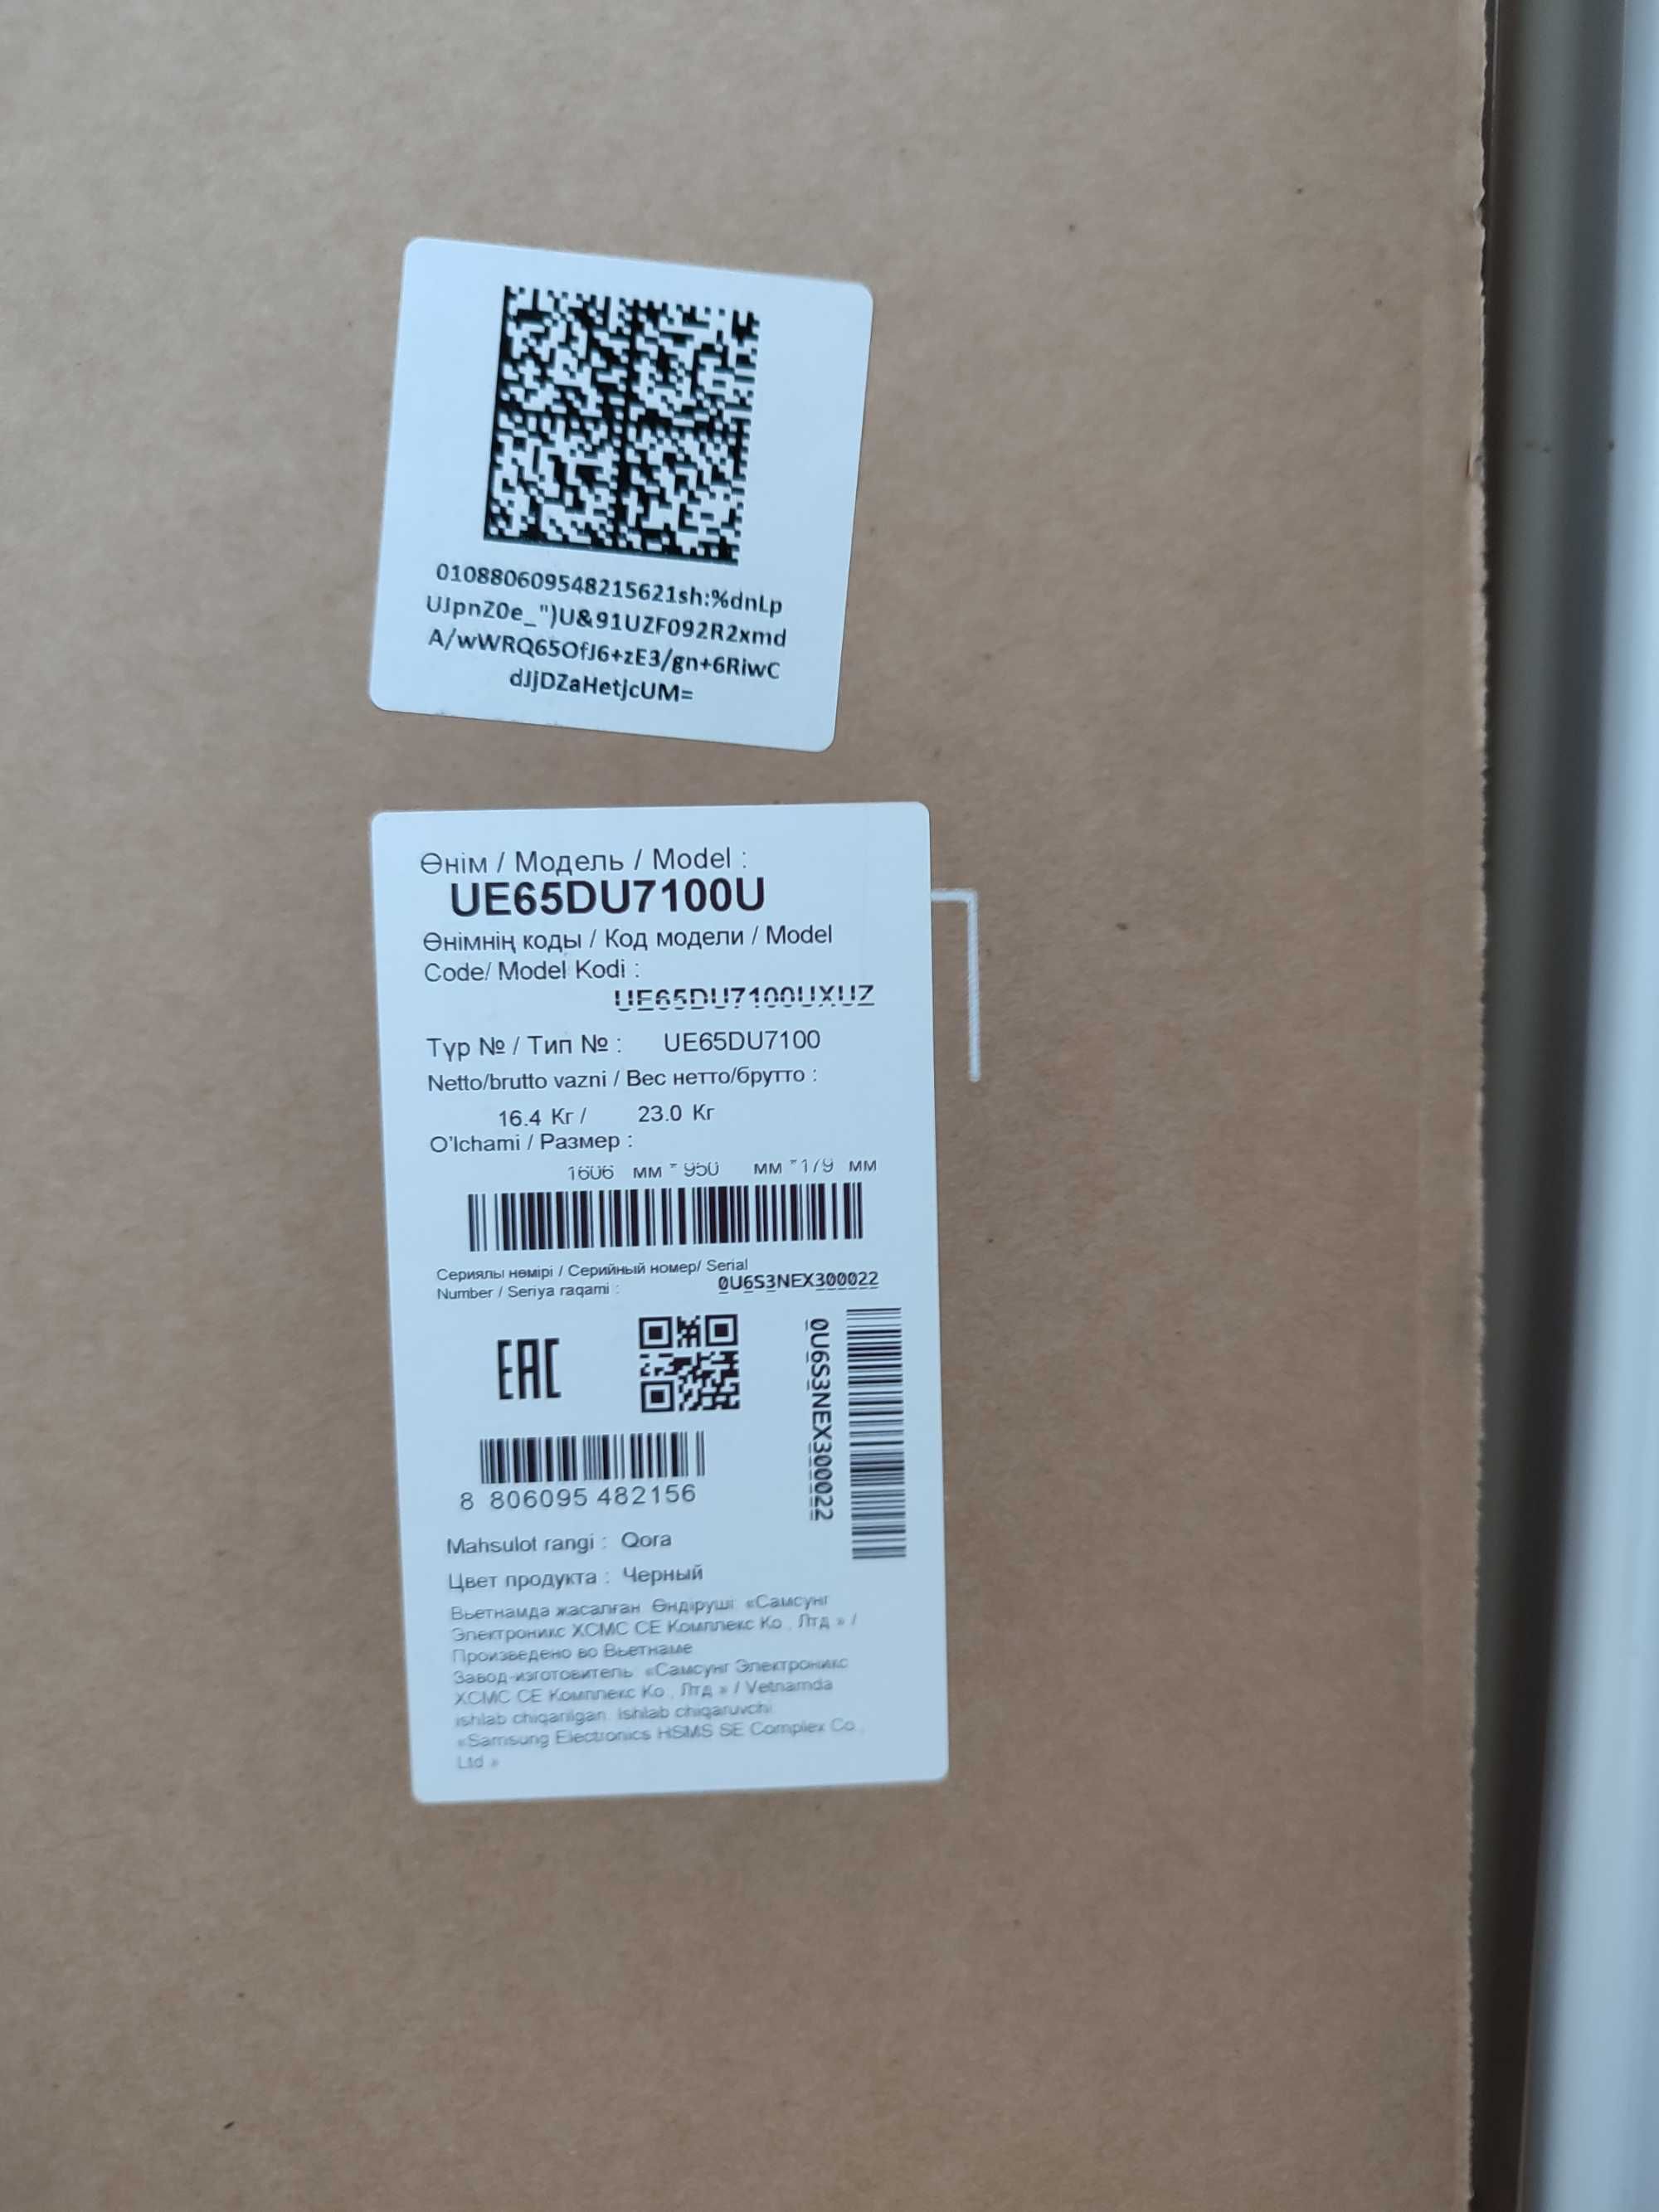 010880609548215621sh:%dnLp
UJpnZ0e_")U&91UZF092R2xmd
A/wWRQ65OfJ6+zE3/gn+6RiwC
dJjDZaHetjcUM=
Өнім / Модель / Model :
UE65DU7100U
Өнімнің коды / Код модели / Model
Code/ Model Kodi :
UE65DU7100UXUZ
Түр № / Тип № : UE65DU7100
Netto/brutto vazni / Вес нетто/брутто :
16.4 Кг / 23.0 Кг
O'lchami / Размер :
1606 мм * 950 мм * 179 мм
Сериялы нөмірі / Серийный номер/ Serial
Number / Seriya raqami : 0U6S3NEX300022
EAC
0U6S3NEX300022
8 806095 482156
Mahsulot rangi : Qora
Цвет продукта : Черный
Вьетнамда жасалған. Өндіруші: «Самсунг
Электроникс ХСМС СЕ Комплекс Ко., Лтд.» /
Произведено во Вьетнаме
Завод-изготовитель: «Самсунг Электроникс
ХСМС СЕ Комплекс Ко., Лтд.» / Vetnamda
ishlab chiqarilgan. Ishlab chiqaruvchi:
«Samsung Electronics HSMS SE Complex Co.,
Ltd.»